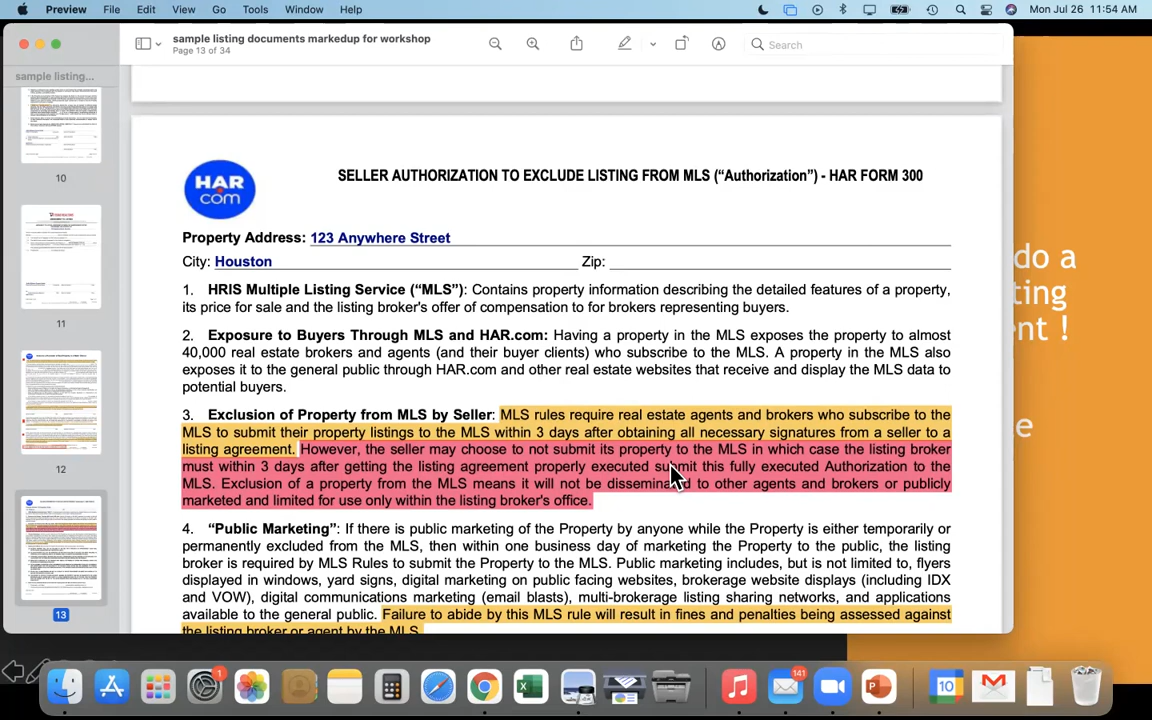 Preview File Edit View Go Tools Window Help Mon Jul 26 11:54 AM
sample listing documents markedup for workshop
Page 13 of 34
Search
sample listing...
10
11
12
13
HAR
com
SELLER AUTHORIZATION TO EXCLUDE LISTING FROM MLS (“Authorization”) - HAR FORM 300
Property Address: 123 Anywhere Street
City: Houston Zip:
1. HRIS Multiple Listing Service (“MLS”): Contains property information describing the detailed features of a property,
its price for sale and the listing broker's offer of compensation to for brokers representing buyers.
2. Exposure to Buyers Through MLS and HAR.com: Having a property in the MLS exposes the property to almost
40,000 real estate brokers and agents (and their buyer clients) who subscribe to the MLS. A property in the MLS also
exposes it to the general public through HAR.com and other real estate websites that receive and display the MLS data to
potential buyers.
3. Exclusion of Property from MLS by Seller: MLS rules require real estate agents and brokers who subscribe to the
MLS to submit their property listings to the MLS within 3 days after obtaining all necessary signatures from a seller to a
listing agreement. However, the seller may choose to not submit its property to the MLS in which case the listing broker
must within 3 days after getting the listing agreement properly executed submit this fully executed Authorization to the
MLS. Exclusion of a property from the MLS means it will not be disseminated to other agents and brokers or publicly
marketed and limited for use only within the listing broker's office.
4. “Public Marketing”: If there is public marketing of the Property by anyone while the Property is either temporarily or
permanently excluded from the MLS, then within one business day of marketing the Property to the public, the listing
broker is required by MLS Rules to submit the Property to the MLS. Public marketing includes, but is not limited to, flyers
displayed in windows, yard signs, digital marketing on public facing websites, brokerage website displays (including IDX
and VOW), digital communications marketing (email blasts), multi-brokerage listing sharing networks, and applications
available to the general public. Failure to abide by this MLS rule will result in fines and penalties being assessed against
the listing broker or agent by the MLS.
do a
ting
nt !
e
1
141
10